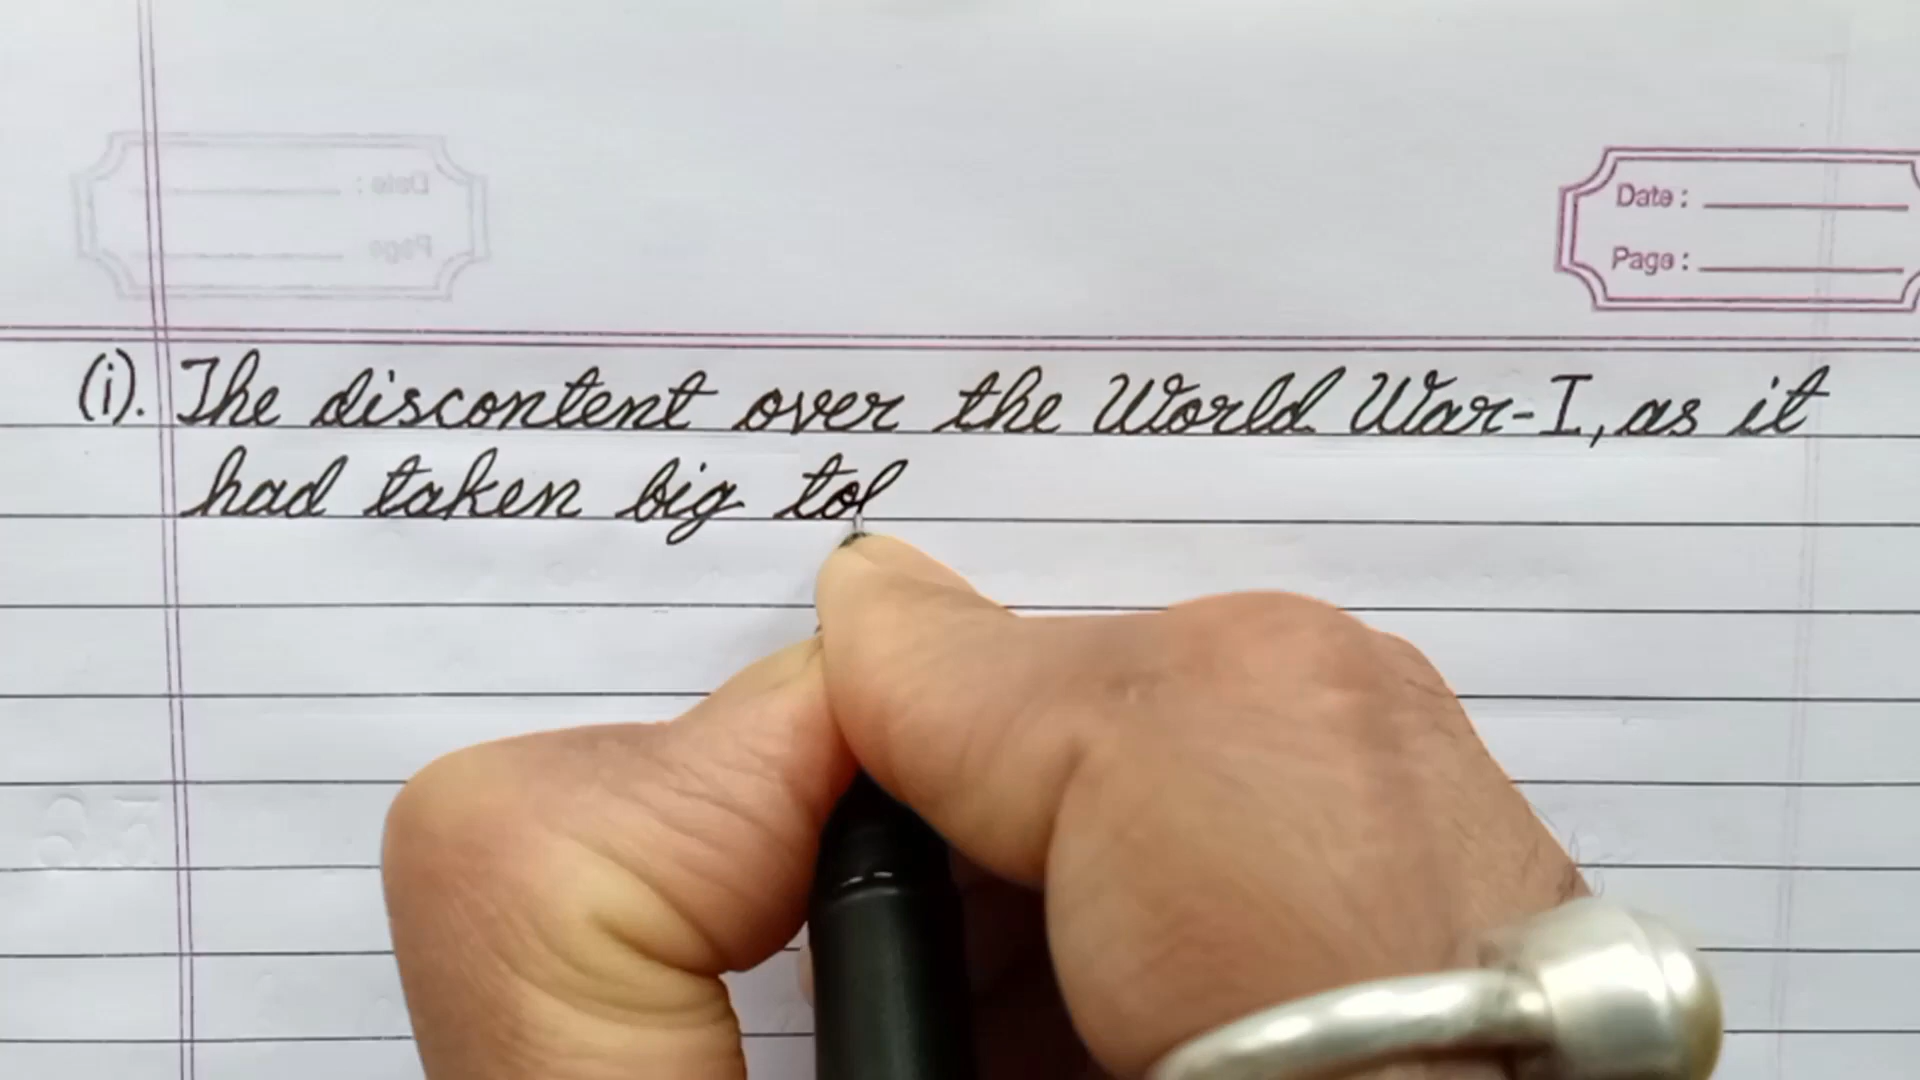 Date :
Page :
(i). The discontent over the World War-I, as it
had taken big tol